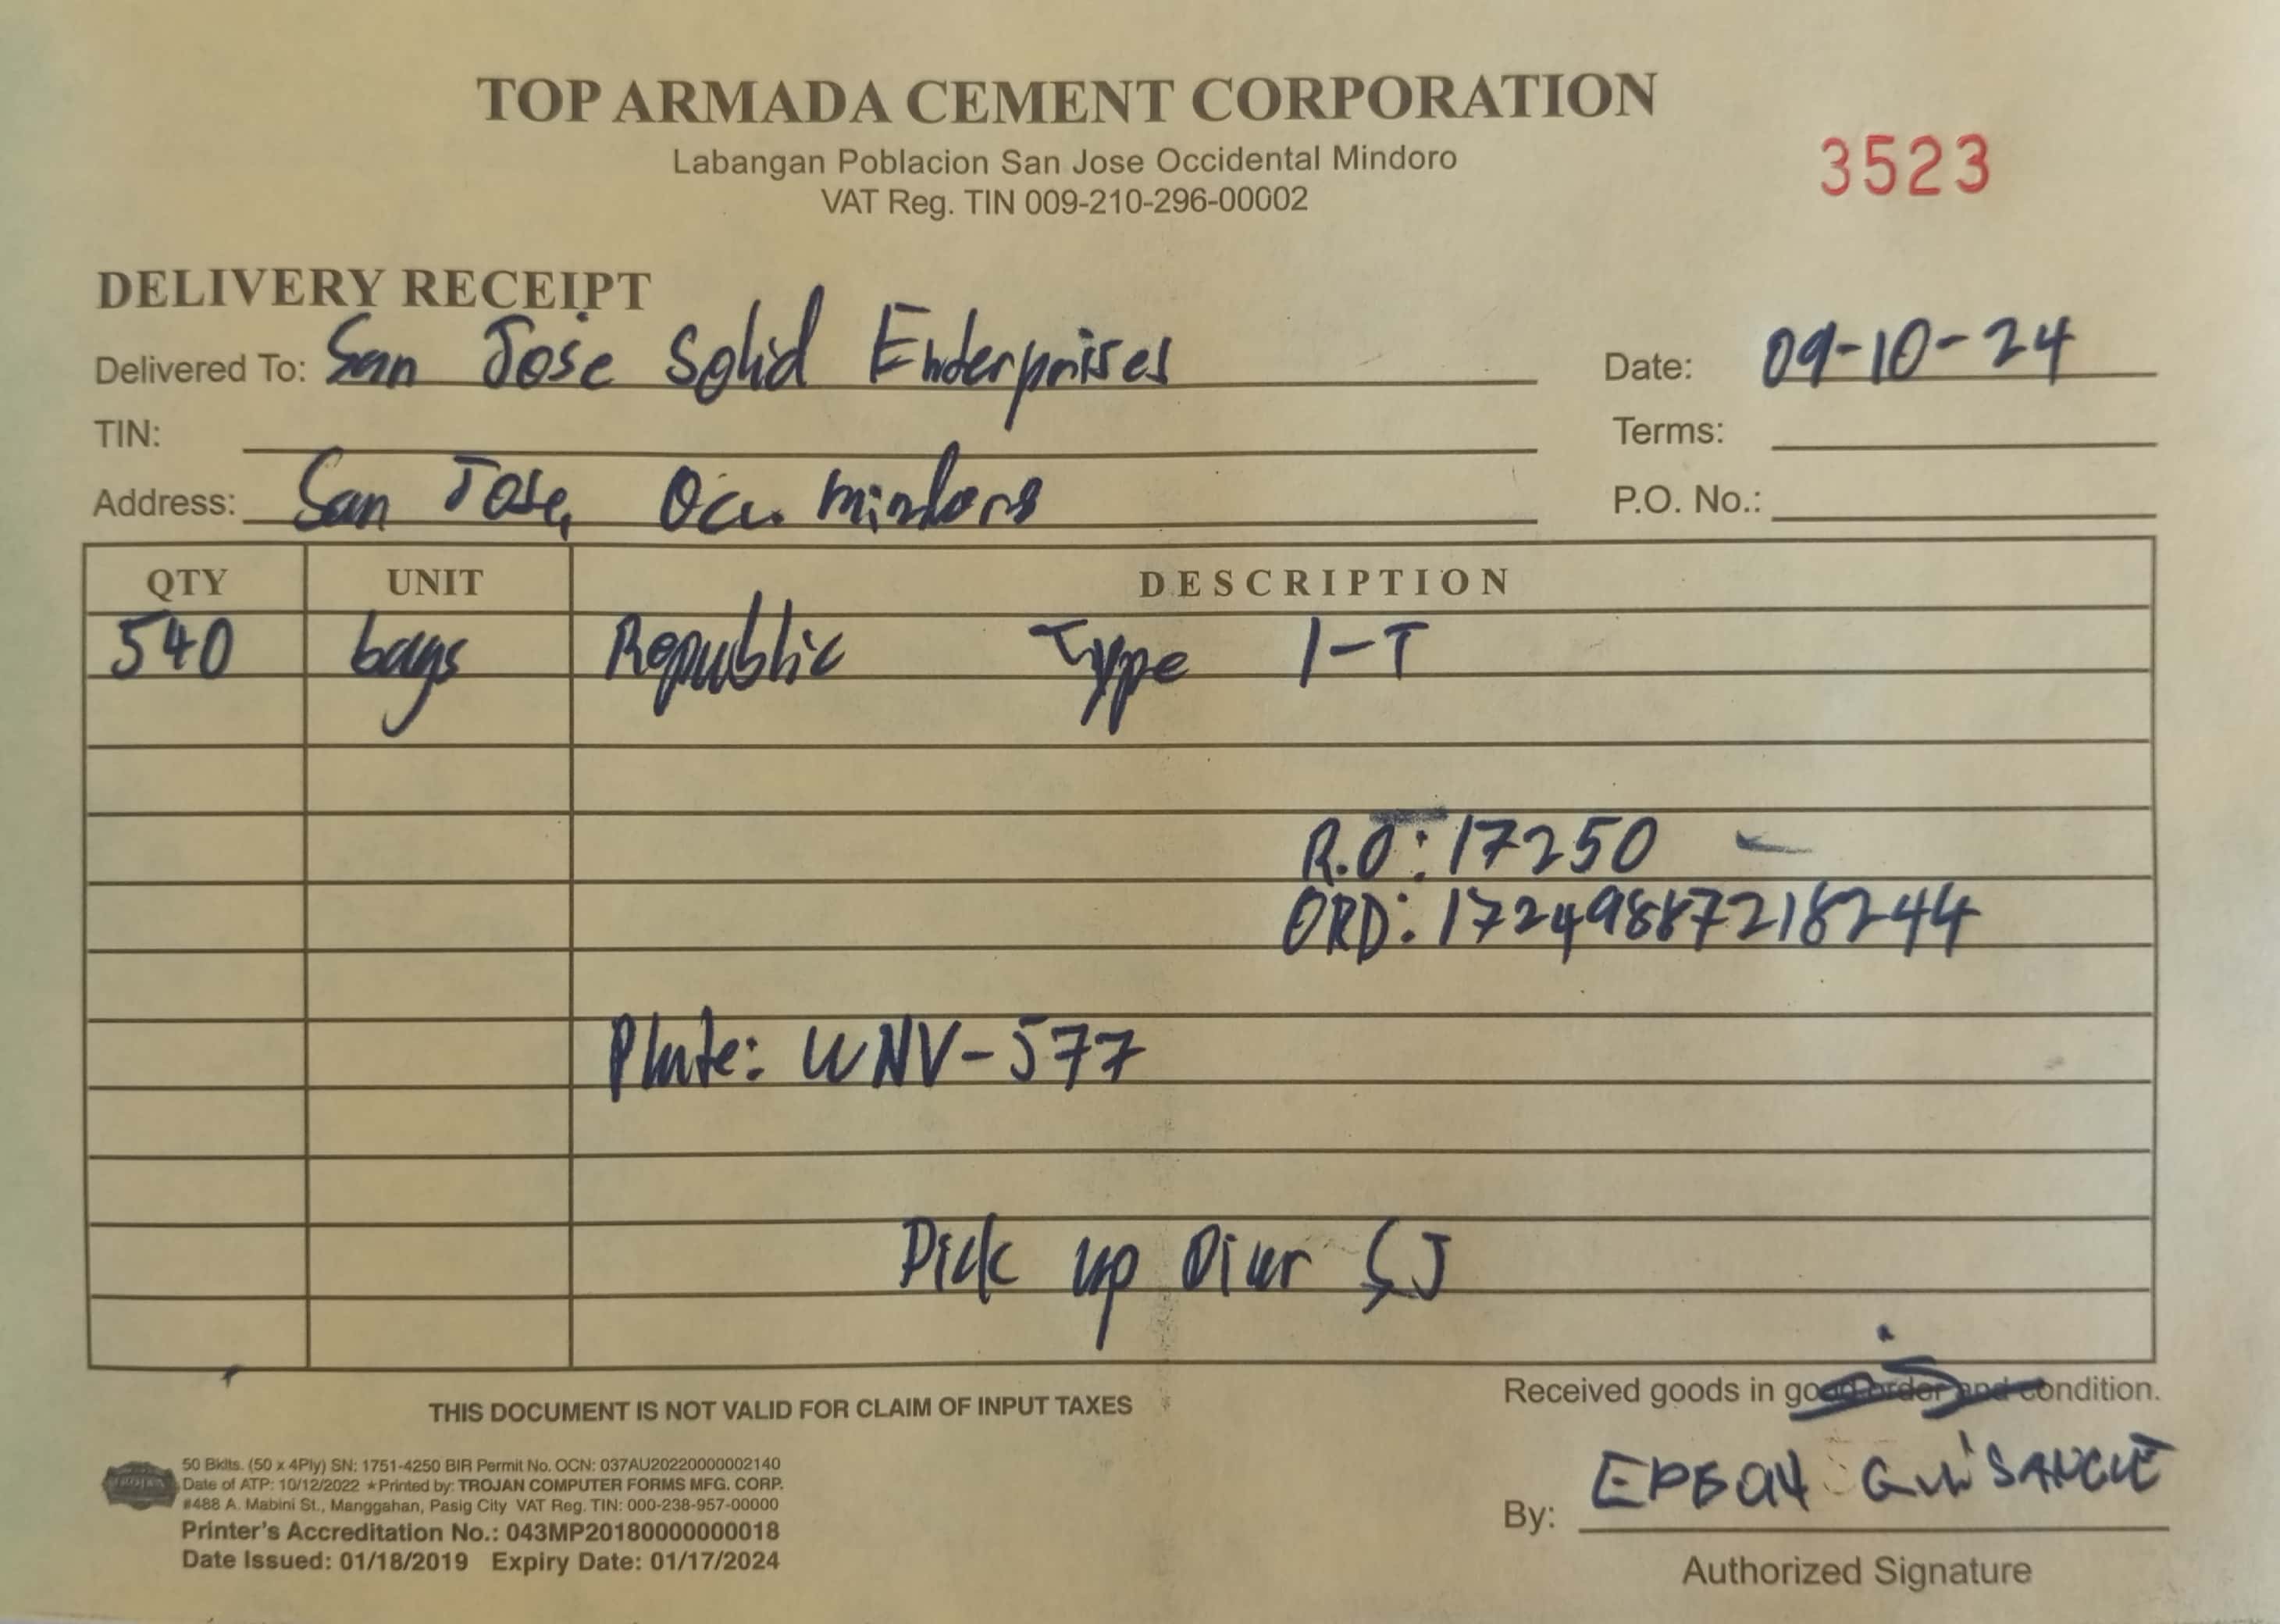 TOP ARMADA CEMENT CORPORATION
Labangan Poblacion San Jose Occidental Mindoro
VAT Reg. TIN 009-210-296-00002
3523
DELIVERY RECEIPT
Delivered To: San Jose Solid Enterprises
Date: 09-10-24
TIN:
Terms:
Address: San Jose, Occ. Mindoro
P.O. No.:
QTY UNIT DESCRIPTION
540 bags Republic Type 1-T
R.O: 17250
ORD: 17249887218244
Plate: WNV-577
Pick up Pier SJ
THIS DOCUMENT IS NOT VALID FOR CLAIM OF INPUT TAXES
Received goods in good order and condition.
50 Bklts. (50 x 4Ply) SN: 1751-4250 BIR Permit No. OCN: 037AU20220000002140
Date of ATP: 10/12/2022 ★Printed by: TROJAN COMPUTER FORMS MFG. CORP.
#488 A. Mabini St., Manggahan, Pasig City VAT Reg. TIN: 000-238-957-00000
Printer's Accreditation No.: 043MP20180000000018
Date Issued: 01/18/2019 Expiry Date: 01/17/2024
By:
Authorized Signature